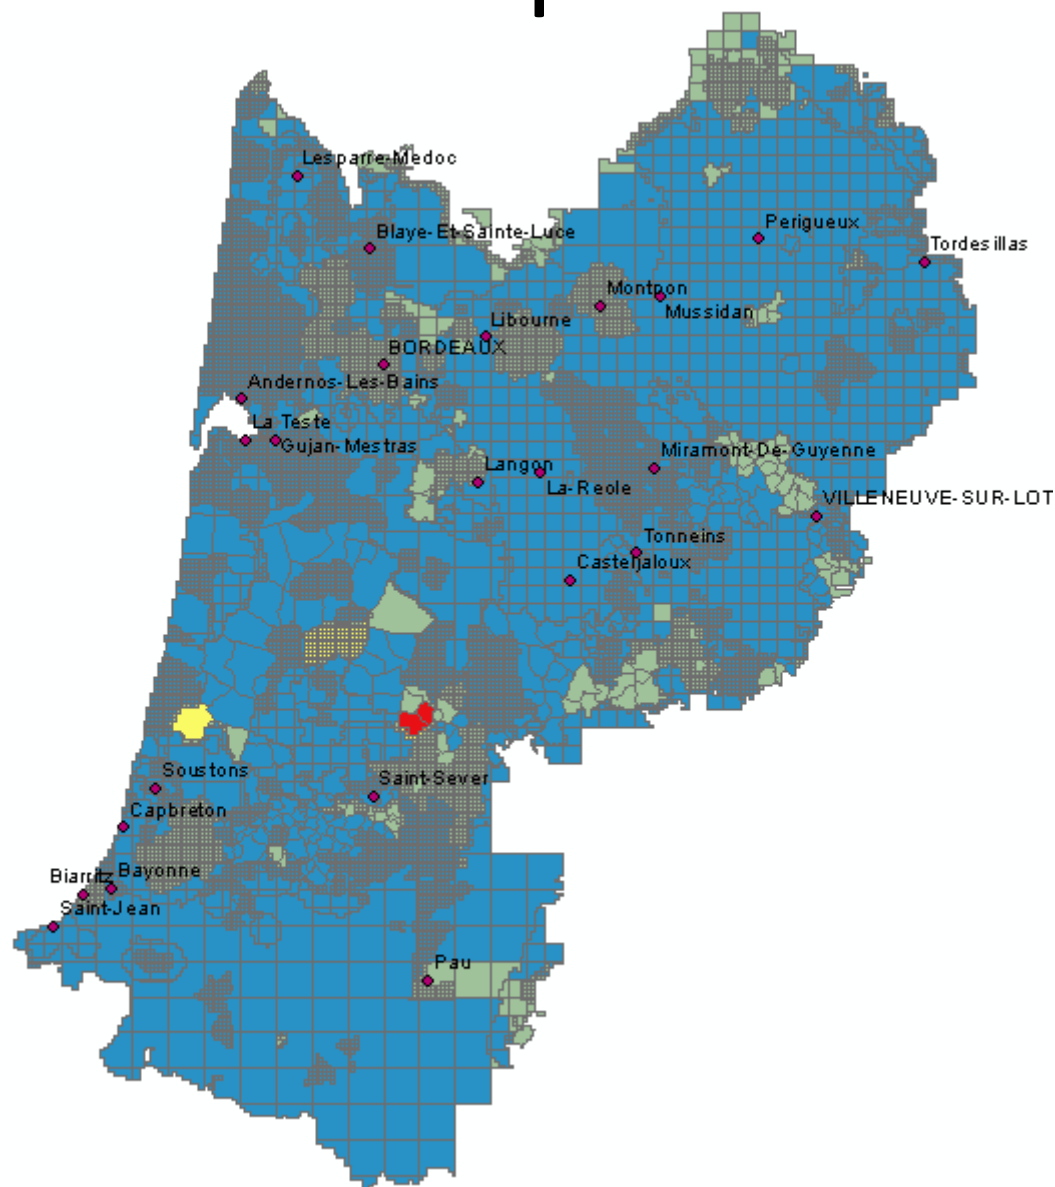 Lesparre-Medoc
Blaye-Et-Sainte-Luce
Perigueux
Tordesillas
Montpon
Mussidan
Libourne
BORDEAUX
Andernos-Les-Bains
La Teste
Gujan-Mestras
Miramont-De-Guyenne
Langon
La-Reole
VILLENEUVE-SUR-LOT
Tonneins
Casteljaloux
Soustons
Saint-Sever
Capbreton
Biarritz
Bayonne
Saint-Jean
Pau